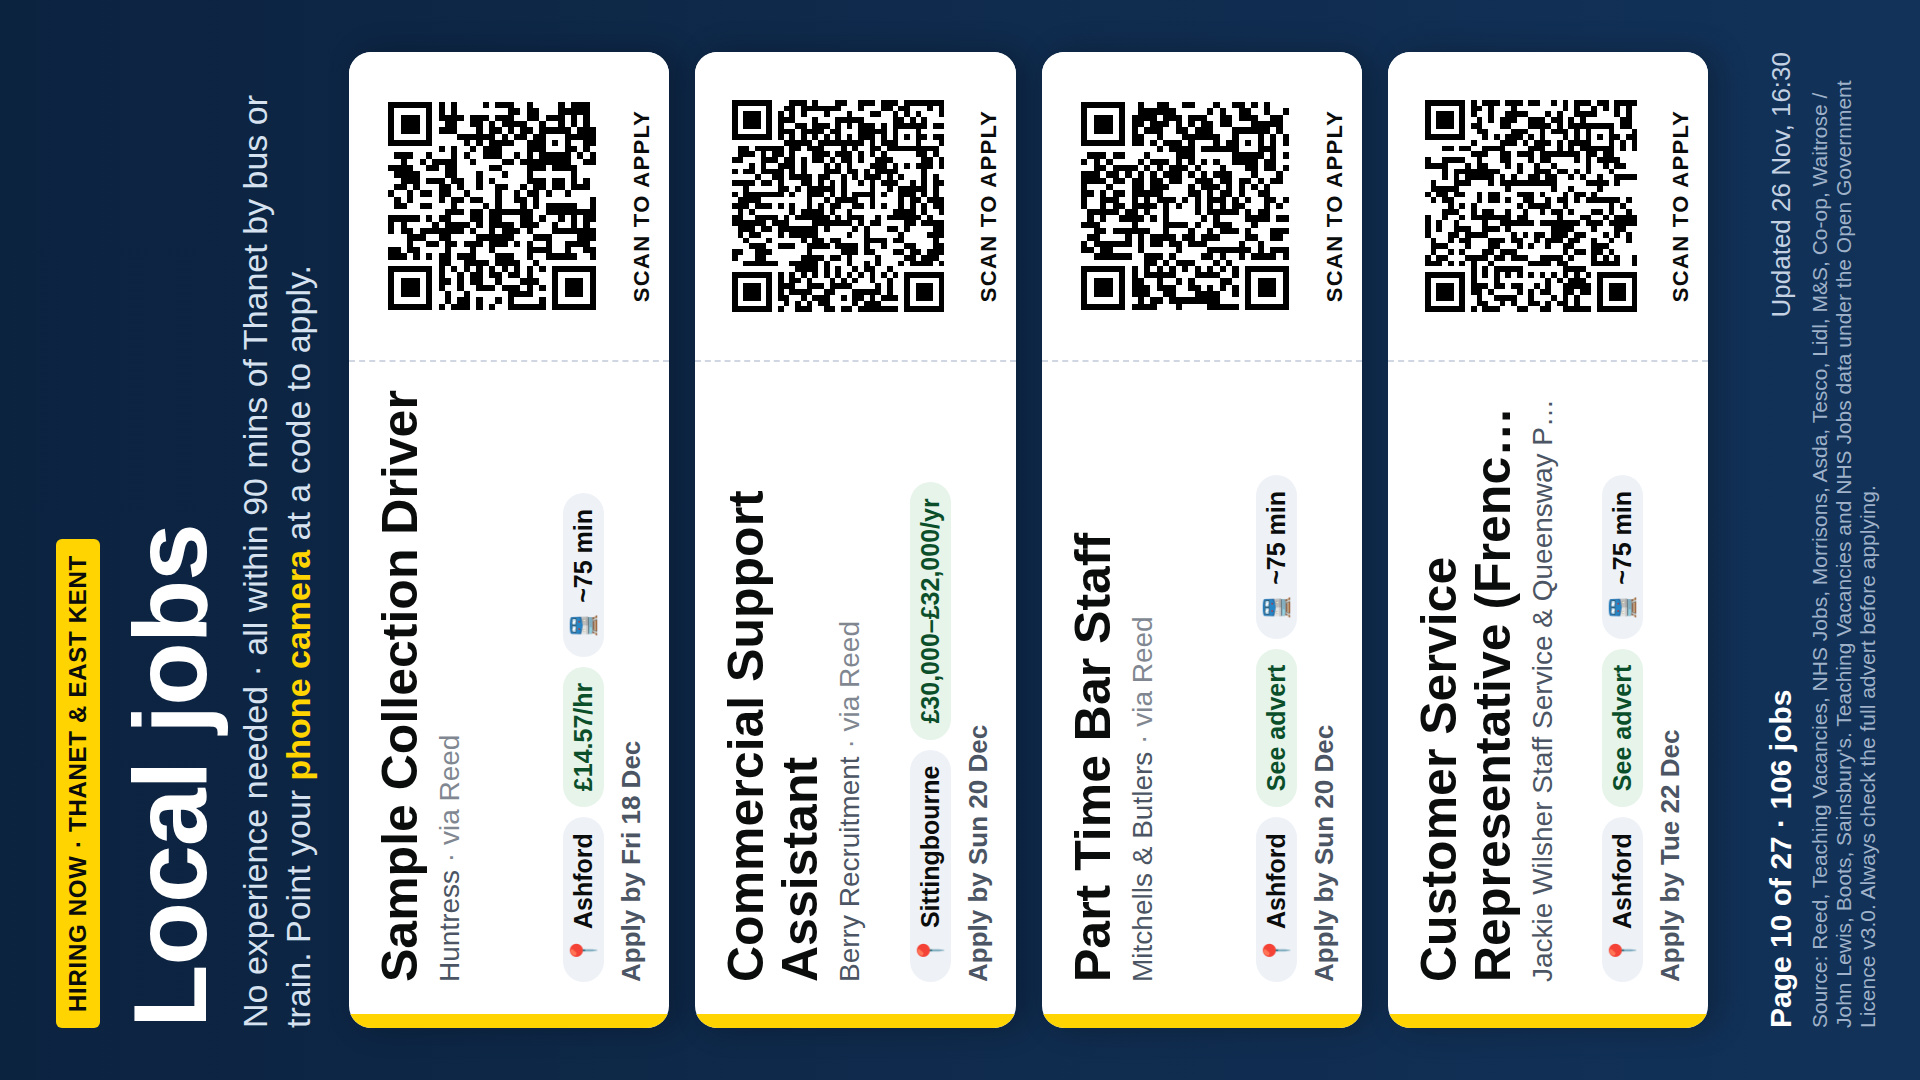 HIRING NOW · THANET & EAST KENT
Local jobs
No experience needed · all within 90 mins of Thanet by bus or
train. Point your phone camera at a code to apply.
Sample Collection Driver
Huntress · via Reed
📍 Ashford £14.57/hr 🚆 ~75 min
Apply by Fri 18 Dec
SCAN TO APPLY
Commercial Support
Assistant
Berry Recruitment · via Reed
📍 Sittingbourne £30,000–£32,000/yr
Apply by Sun 20 Dec
SCAN TO APPLY
Part Time Bar Staff
Mitchells & Butlers · via Reed
📍 Ashford See advert 🚆 ~75 min
Apply by Sun 20 Dec
SCAN TO APPLY
Customer Service
Representative (Frenc…
Jackie Wilsher Staff Service & Queensway P…
📍 Ashford See advert 🚆 ~75 min
Apply by Tue 22 Dec
SCAN TO APPLY
Page 10 of 27 · 106 jobs
Updated 26 Nov, 16:30
Source: Reed, Teaching Vacancies, NHS Jobs, Morrisons, Asda, Tesco, Lidl, M&S, Co-op, Waitrose /
John Lewis, Boots, Sainsbury's. Teaching Vacancies and NHS Jobs data under the Open Government
Licence v3.0. Always check the full advert before applying.